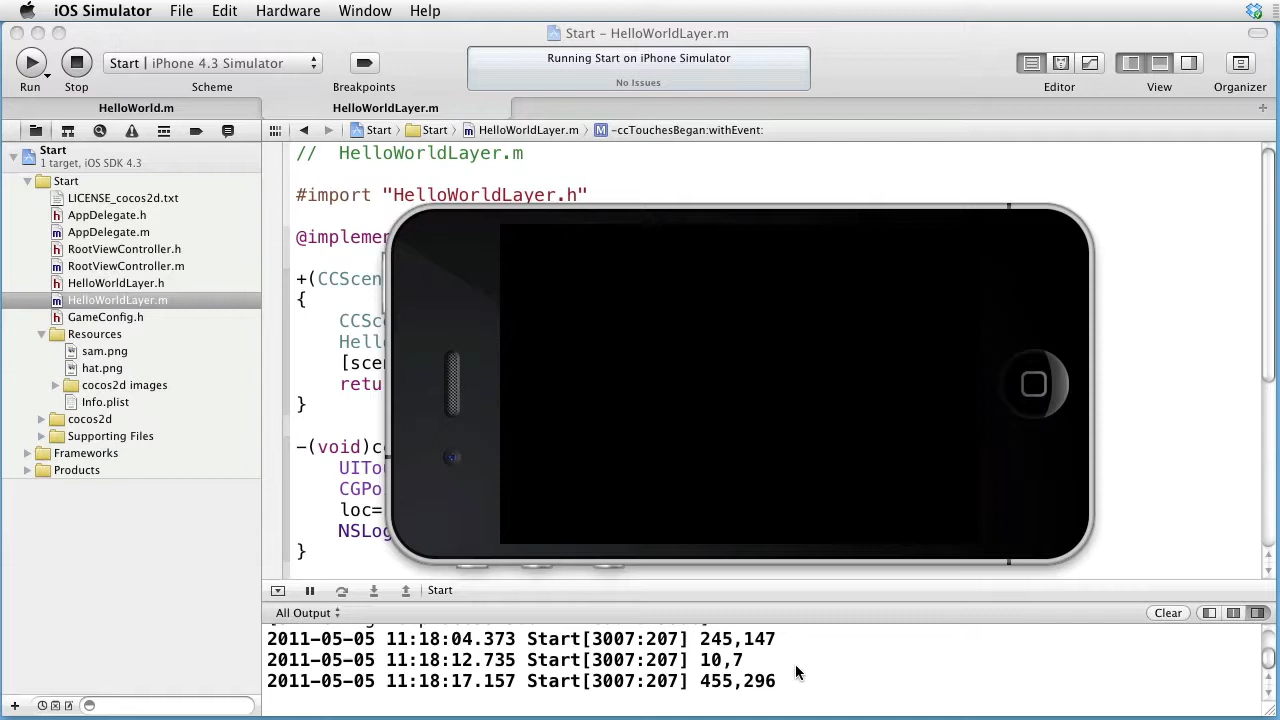 iOS Simulator File Edit Hardware Window Help
Start – HelloWorldLayer.m
Start | iPhone 4.3 Simulator
Running Start on iPhone Simulator
No Issues
Run Stop Scheme Breakpoints Editor View Organizer
HelloWorld.m HelloWorldLayer.m
Start Start HelloWorldLayer.m M -ccTouchesBegan:withEvent:
Start
1 target, iOS SDK 4.3
Start
LICENSE_cocos2d.txt
h AppDelegate.h
m AppDelegate.m
h RootViewController.h
m RootViewController.m
h HelloWorldLayer.h
m HelloWorldLayer.m
h GameConfig.h
Resources
sam.png
hat.png
cocos2d images
Info.plist
cocos2d
Supporting Files
Frameworks
Products
// HelloWorldLayer.m
#import "HelloWorldLayer.h"
@implemen
+(CCScen
{
CCSc
Hell
[scen
retu
}
-(void)c
UITou
CGPo
loc=
NSLog
}
Start
All Output Clear
2011-05-05 11:18:04.373 Start[3007:207] 245,147
2011-05-05 11:18:12.735 Start[3007:207] 10,7
2011-05-05 11:18:17.157 Start[3007:207] 455,296